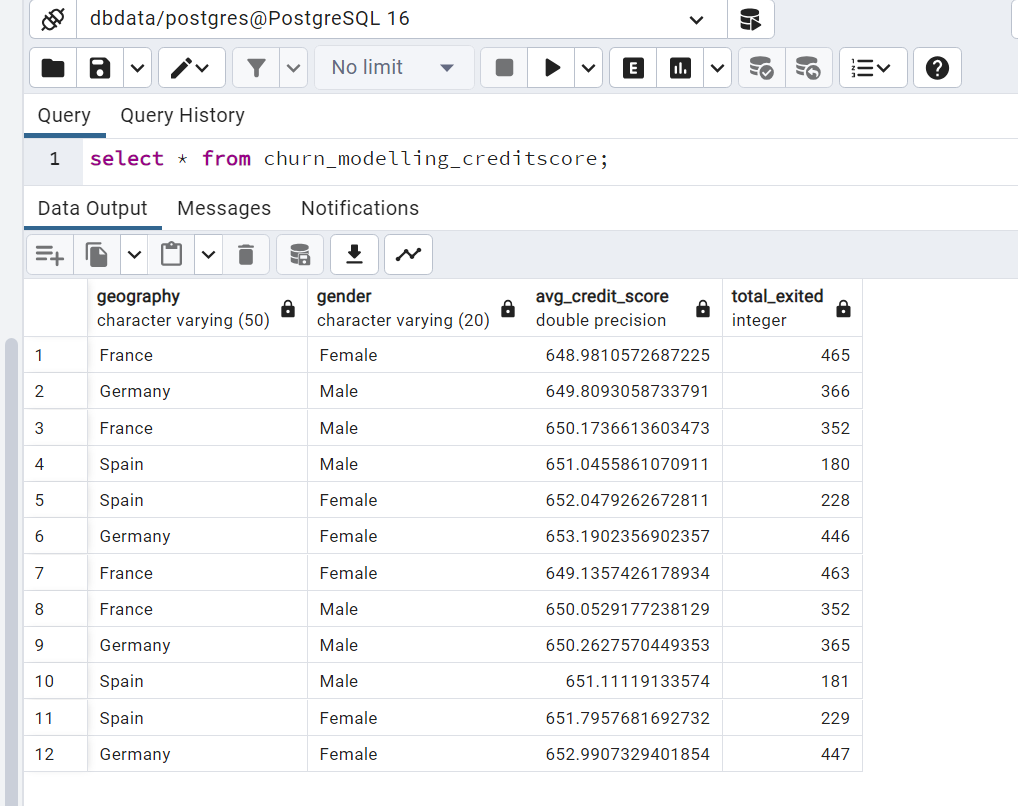 dbdata/postgres@PostgreSQL 16
No limit
E
Query Query History
1 select * from churn_modelling_creditscore;
Data Output Messages Notifications
geography gender avg_credit_score total_exited
character varying (50) character varying (20) double precision integer
1 France Female 648.9810572687225 465
2 Germany Male 649.8093058733791 366
3 France Male 650.1736613603473 352
4 Spain Male 651.0455861070911 180
5 Spain Female 652.0479262672811 228
6 Germany Female 653.1902356902357 446
7 France Female 649.1357426178934 463
8 France Male 650.0529177238129 352
9 Germany Male 650.2627570449353 365
10 Spain Male 651.11119133574 181
11 Spain Female 651.7957681692732 229
12 Germany Female 652.9907329401854 447